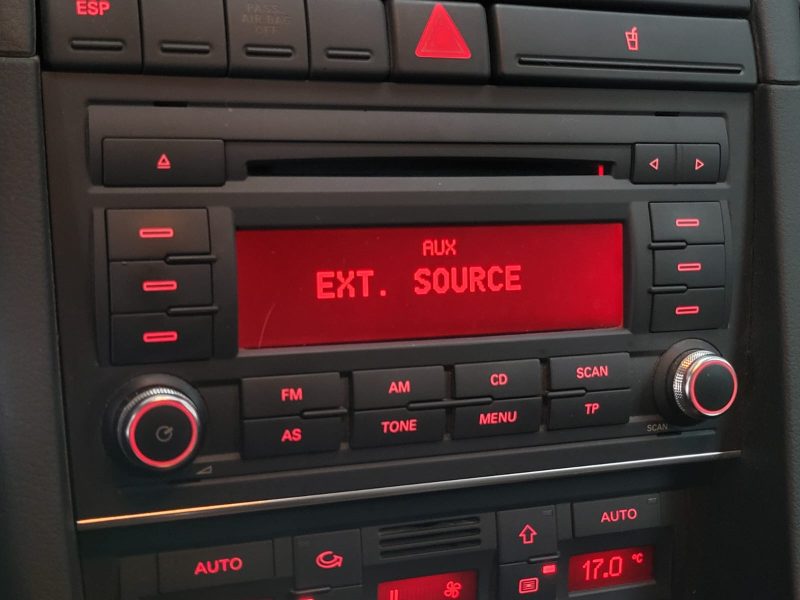 ESP
PASS.
AIR BAG
OFF
AUX
EXT. SOURCE
FM
AM
CD
SCAN
AS
TONE
MENU
TP
SCAN
AUTO
AUTO
17.0 °C